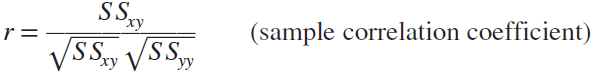 r = SS_xy / √SS_xy √SS_yy (sample correlation coefficient)